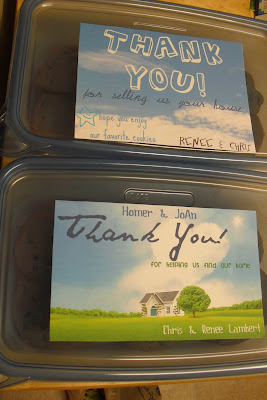 THANK
YOU!
for selling us your house
hope you enjoy
our favorite cookies
RENEE & CHRIS
Homer & JoAn
Thank You!
for helping us find our home
Chris & Renee Lambert